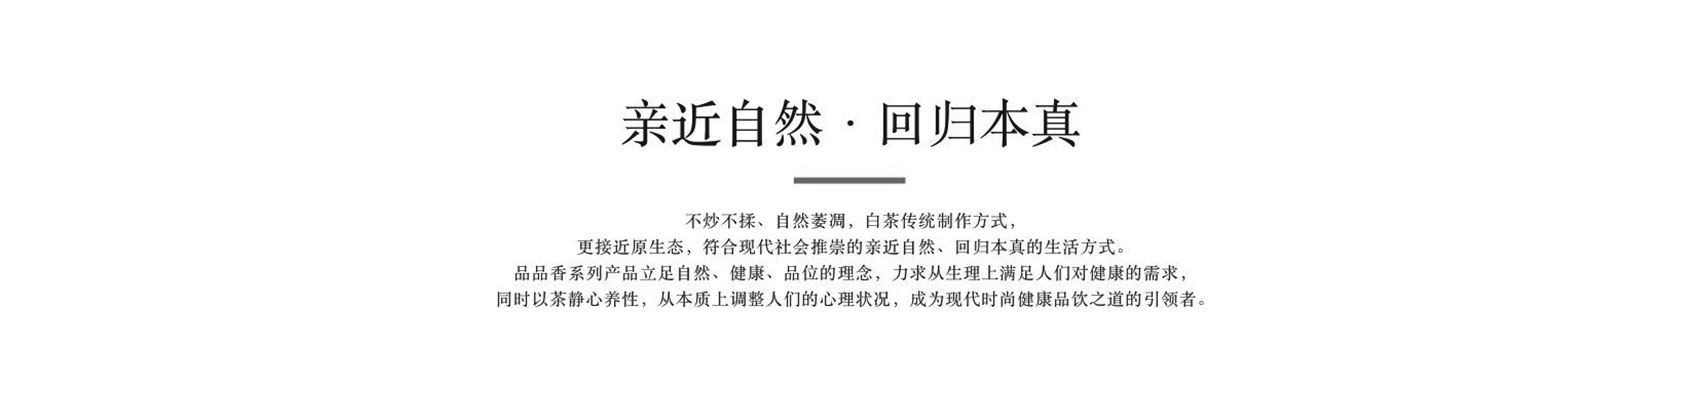 亲近自然·回归本真
不炒不揉、自然萎凋，白茶传统制作方式，
更接近原生态，符合现代社会推崇的亲近自然、回归本真的生活方式。
品品香系列产品立足自然、健康、品位的理念，力求从生理上满足人们对健康的需求，
同时以茶静心养性，从本质上调整人们的心理状况，成为现代时尚健康品饮之道的引领者。